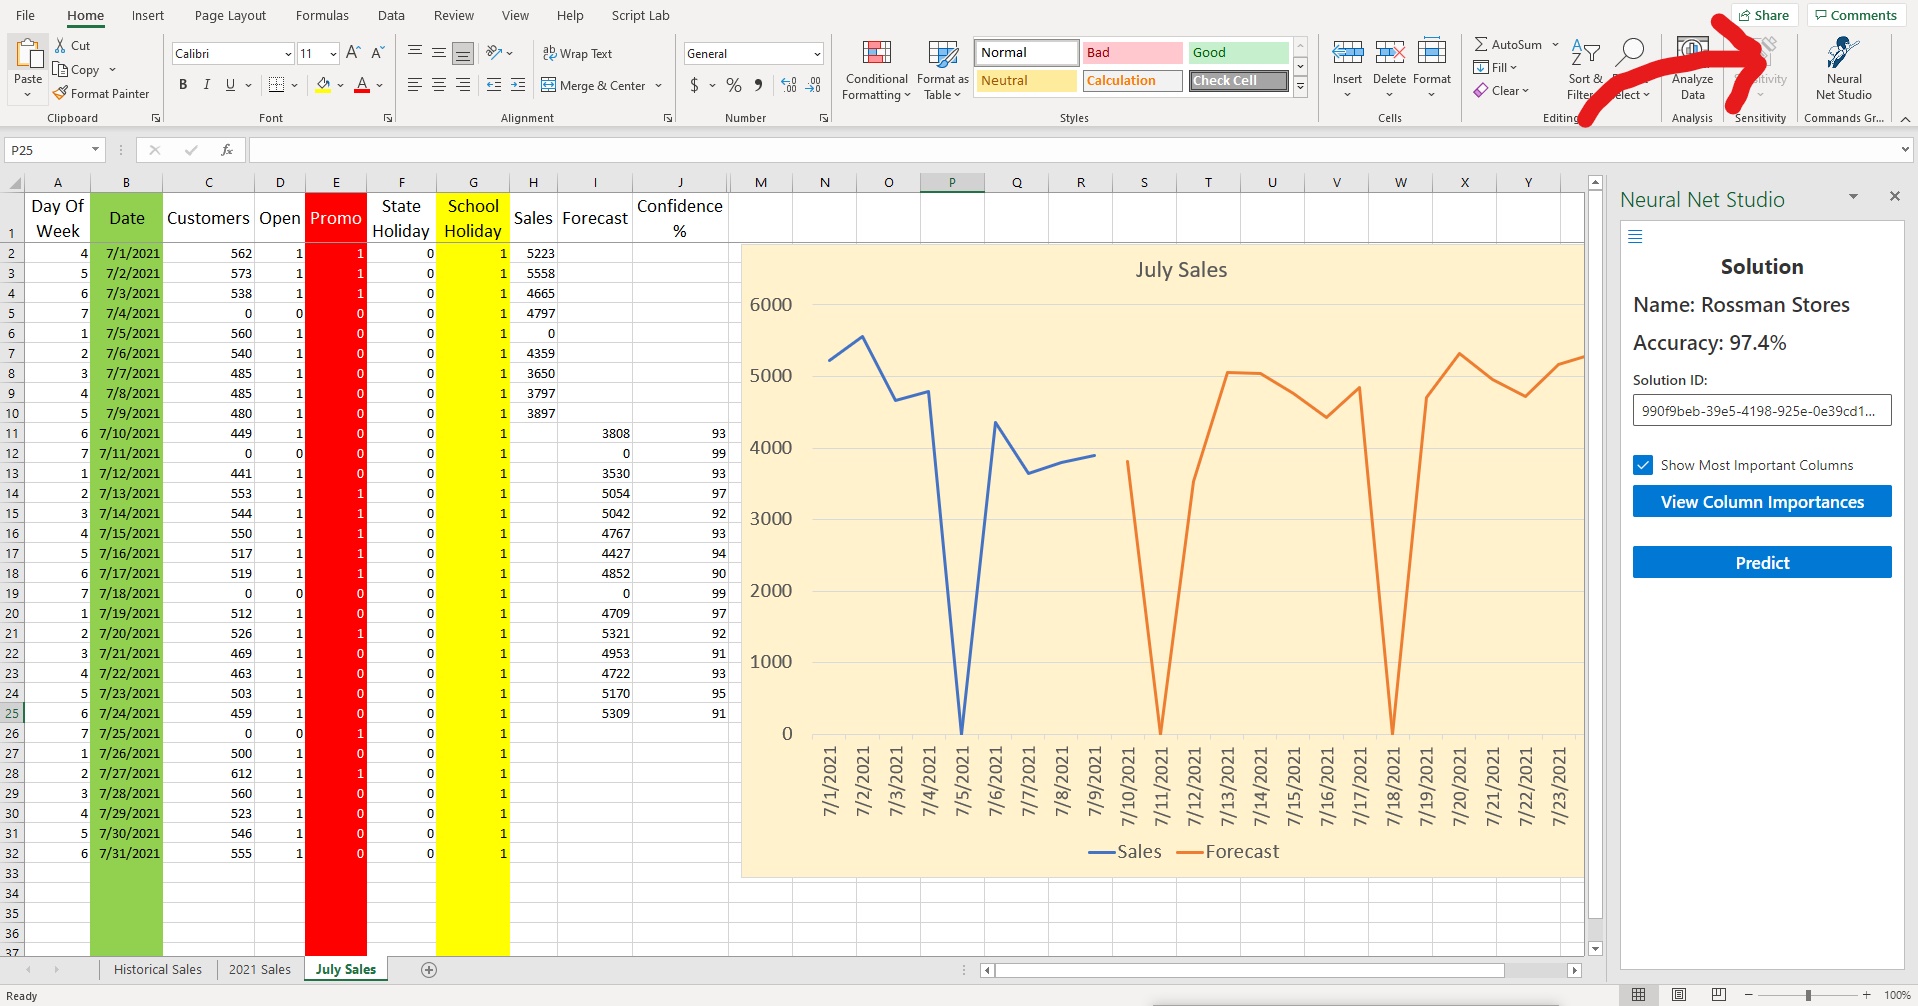 File Home Insert Page Layout Formulas Data Review View Help Script Lab Share Comments
Paste Cut Copy Format Painter
Clipboard
Calibri 11
B I U
Font
Wrap Text
Merge & Center
Alignment
General
$ % 
Number
Conditional Formatting
Format as Table
Normal Bad Good
Neutral Calculation Check Cell
Styles
Insert Delete Format
Cells
AutoSum
Fill
Clear
Sort &
Editing
Analyze Data
Analysis
Sensitivity
Neural Net Studio
Commands Gr...
P25 fx
A B C D E F G H I J M N O P Q R S T U V W X Y
1 Day Of Week Date Customers Open Promo State Holiday School Holiday Sales Forecast Confidence %
2 4 7/1/2021 562 1 1 0 1 5223
3 5 7/2/2021 573 1 1 0 1 5558
4 6 7/3/2021 538 1 1 0 1 4665
5 7 7/4/2021 0 0 0 0 1 4797
6 1 7/5/2021 560 1 0 0 1 0
7 2 7/6/2021 540 1 0 0 1 4359
8 3 7/7/2021 485 1 0 0 1 3650
9 4 7/8/2021 485 1 0 0 1 3797
10 5 7/9/2021 480 1 0 0 1 3897
11 6 7/10/2021 449 1 0 0 1 3808 93
12 7 7/11/2021 0 0 0 0 1 0 99
13 1 7/12/2021 441 1 0 0 1 3530 93
14 2 7/13/2021 553 1 1 0 1 5054 97
15 3 7/14/2021 544 1 1 0 1 5042 92
16 4 7/15/2021 550 1 1 0 1 4767 93
17 5 7/16/2021 517 1 1 0 1 4427 94
18 6 7/17/2021 519 1 1 0 1 4852 90
19 7 7/18/2021 0 0 0 0 1 0 99
20 1 7/19/2021 512 1 0 0 1 4709 97
21 2 7/20/2021 526 1 1 0 1 5321 92
22 3 7/21/2021 469 1 0 0 1 4953 91
23 4 7/22/2021 463 1 0 0 1 4722 93
24 5 7/23/2021 503 1 0 0 1 5170 95
25 6 7/24/2021 459 1 0 0 1 5309 91
26 7 7/25/2021 0 0 1 0 1
27 1 7/26/2021 500 1 0 0 1
28 2 7/27/2021 612 1 1 0 1
29 3 7/28/2021 560 1 0 0 1
30 4 7/29/2021 523 1 0 0 1
31 5 7/30/2021 546 1 0 0 1
32 6 7/31/2021 555 1 0 0 1
33
34
35
36
37
July Sales
6000
5000
4000
3000
2000
1000
0
7/1/2021 7/2/2021 7/3/2021 7/4/2021 7/5/2021 7/6/2021 7/7/2021 7/8/2021 7/9/2021 7/10/2021 7/11/2021 7/12/2021 7/13/2021 7/14/2021 7/15/2021 7/16/2021 7/17/2021 7/18/2021 7/19/2021 7/20/2021 7/21/2021 7/22/2021 7/23/2021
Sales Forecast
Neural Net Studio
Solution
Name: Rossman Stores
Accuracy: 97.4%
Solution ID:
990f9beb-39e5-4198-925e-0e39cd1...
Show Most Important Columns
View Column Importances
Predict
Historical Sales 2021 Sales July Sales
Ready 100%